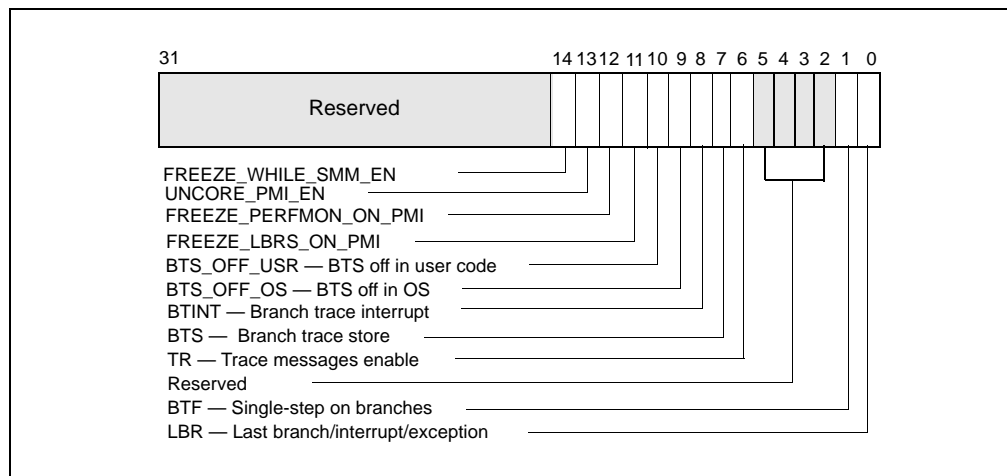 31 14 13 12 11 10 9 8 7 6 5 4 3 2 1 0
Reserved
FREEZE_WHILE_SMM_EN
UNCORE_PMI_EN
FREEZE_PERFMON_ON_PMI
FREEZE_LBRS_ON_PMI
BTS_OFF_USR — BTS off in user code
BTS_OFF_OS — BTS off in OS
BTINT — Branch trace interrupt
BTS — Branch trace store
TR — Trace messages enable
Reserved
BTF — Single-step on branches
LBR — Last branch/interrupt/exception